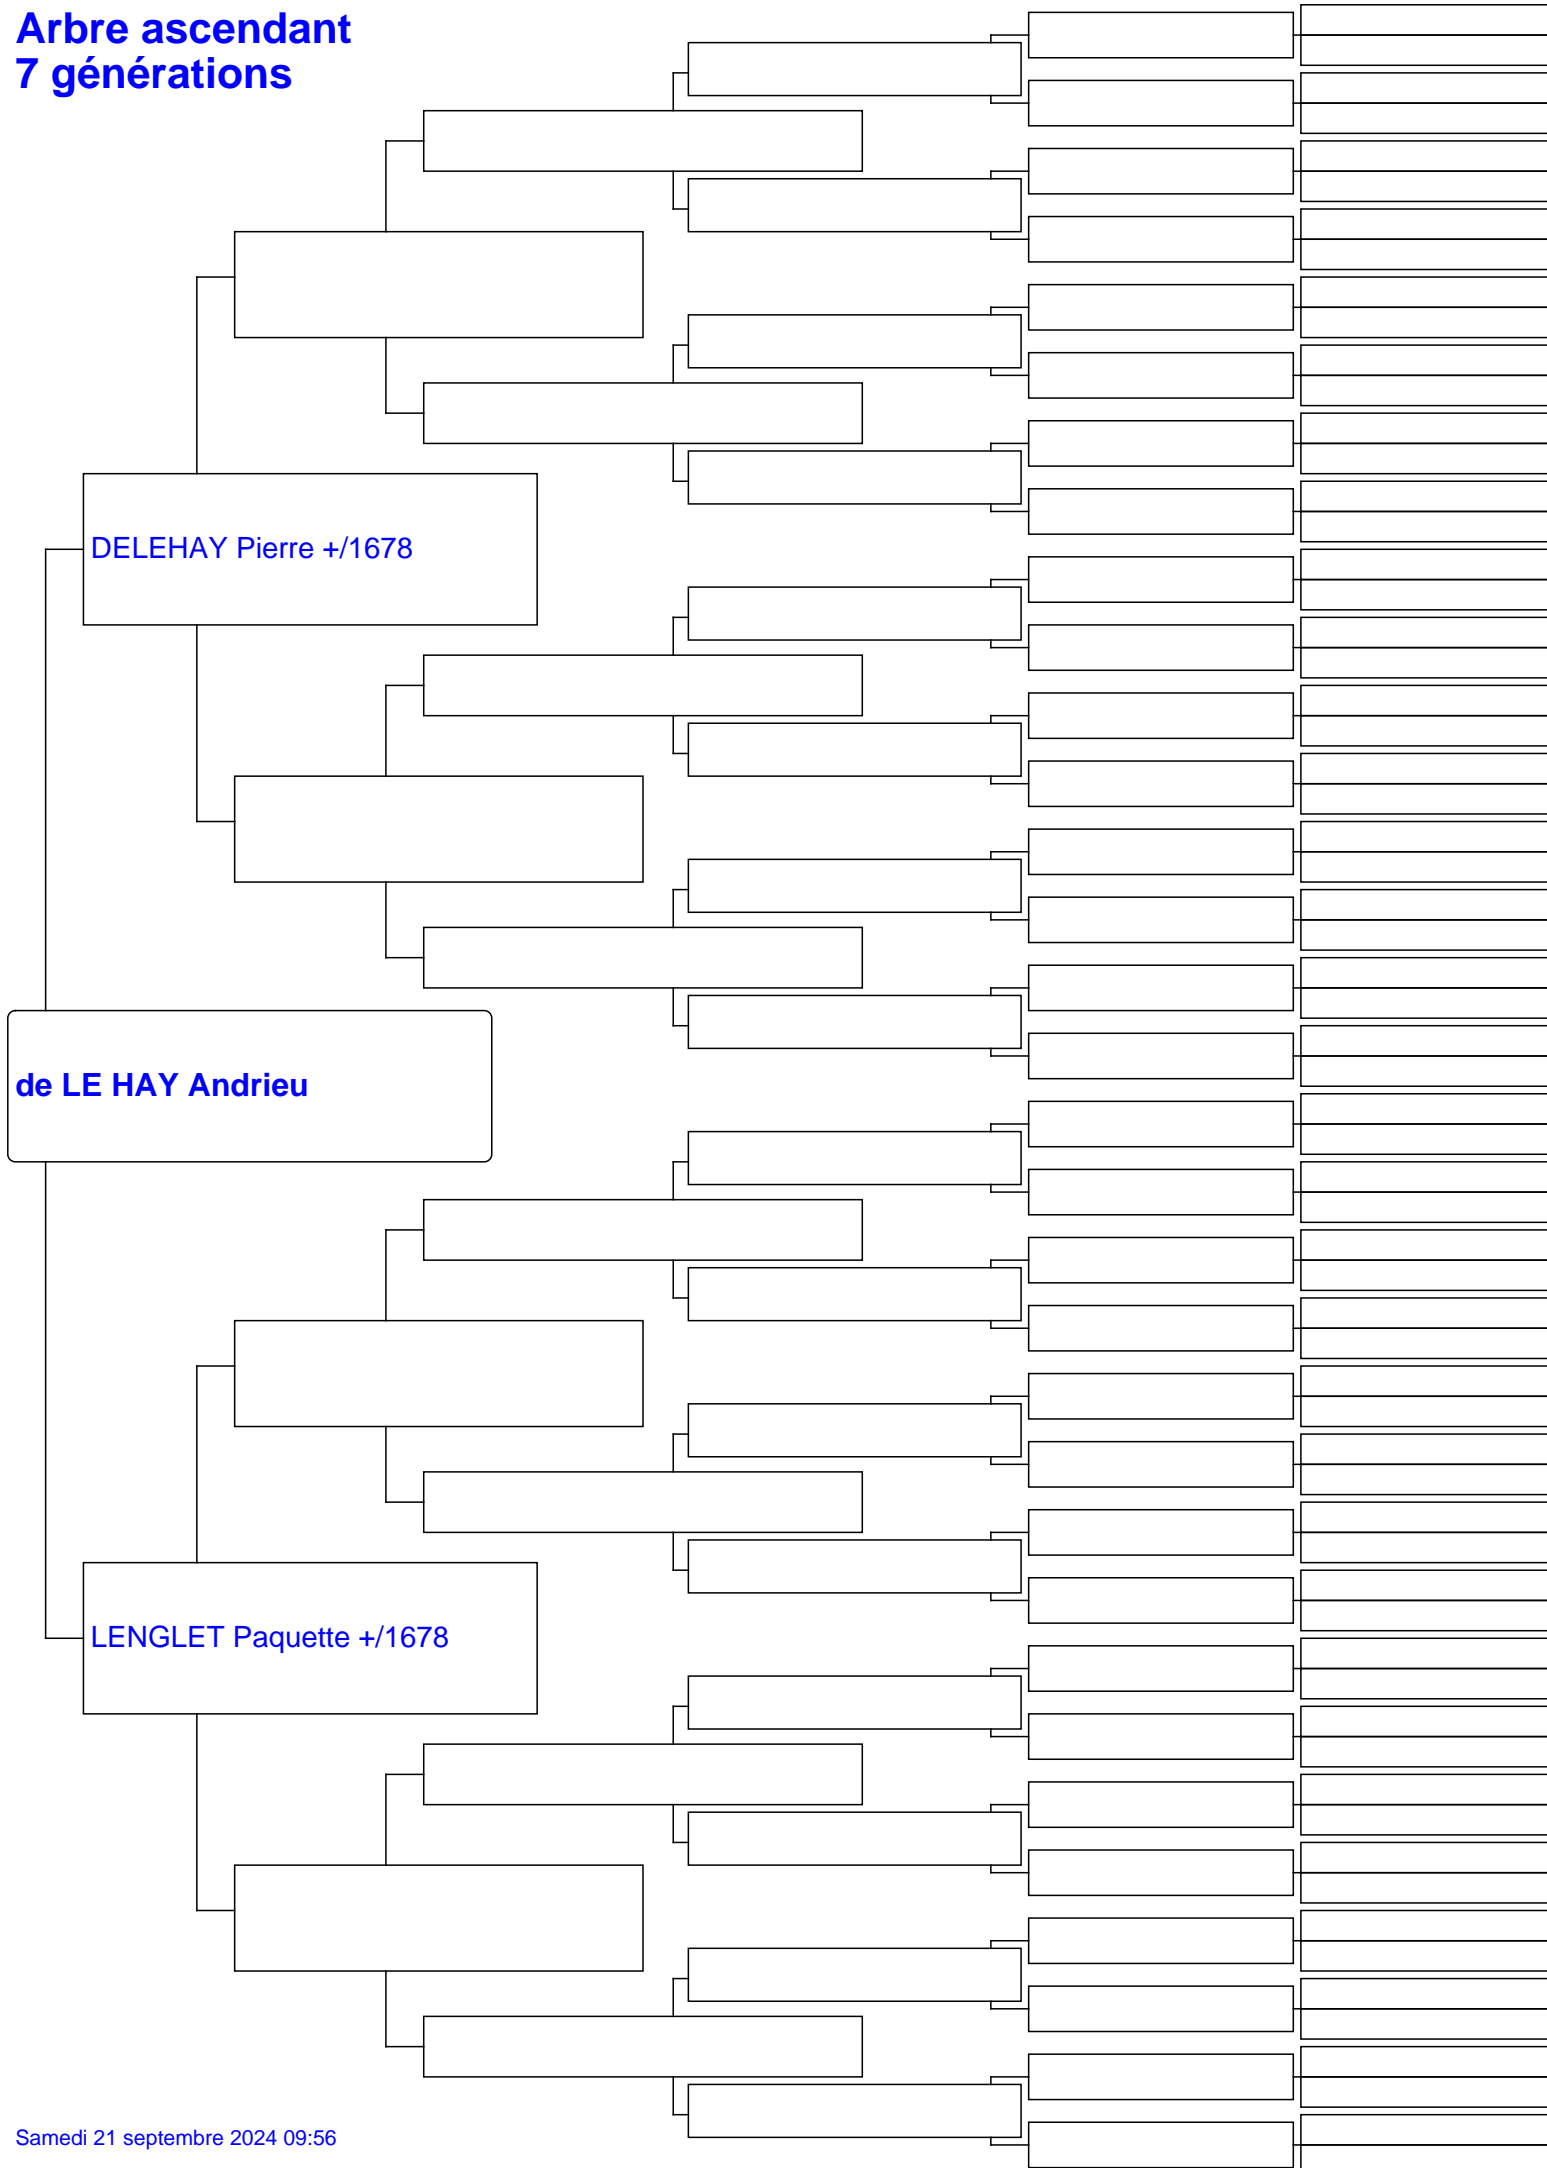 Arbre ascendant
7 générations
DELEHAY Pierre +/1678
de LE HAY Andrieu
LENGLET Paquette +/1678
Samedi 21 septembre 2024 09:56